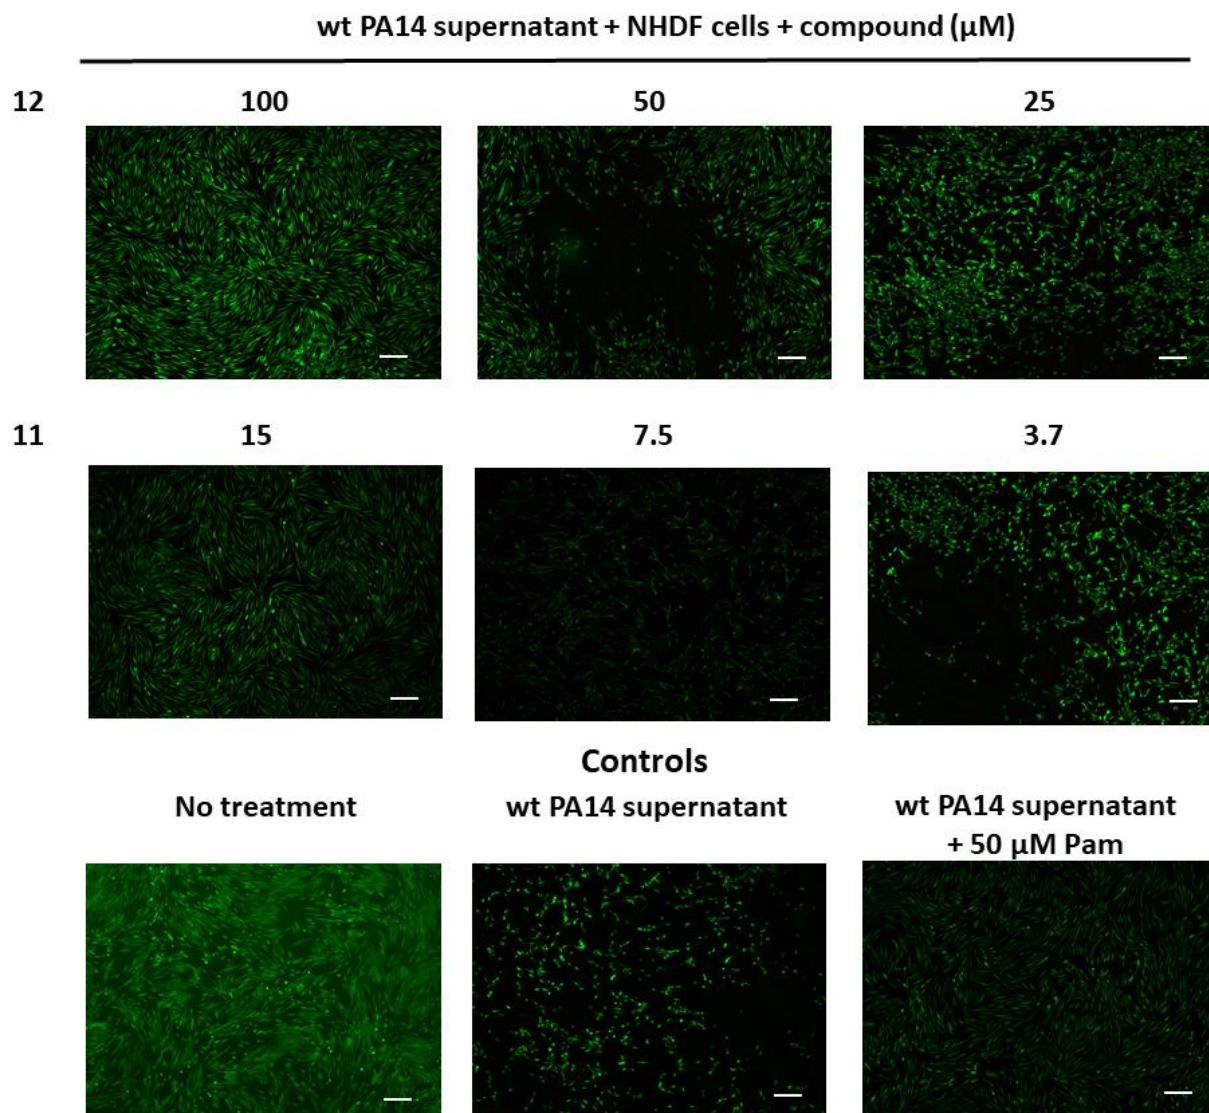 wt PA14 supernatant + NHDF cells + compound (µM)
12 100 50 25
11 15 7.5 3.7
Controls
No treatment wt PA14 supernatant wt PA14 supernatant
+ 50 µM Pam